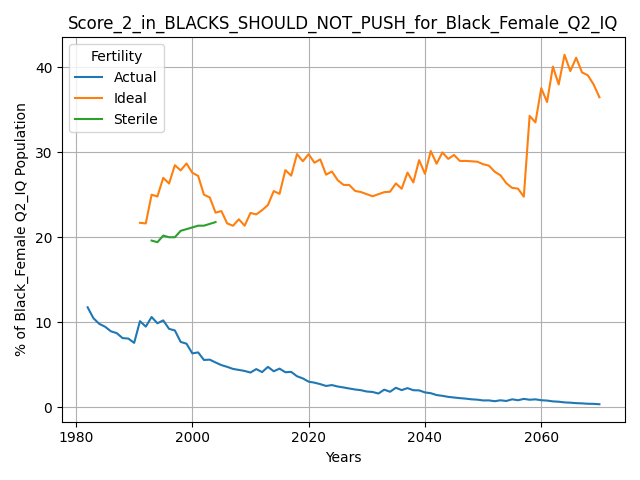 Score_2_in_BLACKS_SHOULD_NOT_PUSH_for_Black_Female_Q2_IQ
Fertility
Actual
Ideal
Sterile
% of Black_Female Q2_IQ Population
40
30
20
10
0
1980 2000 2020 2040 2060
Years